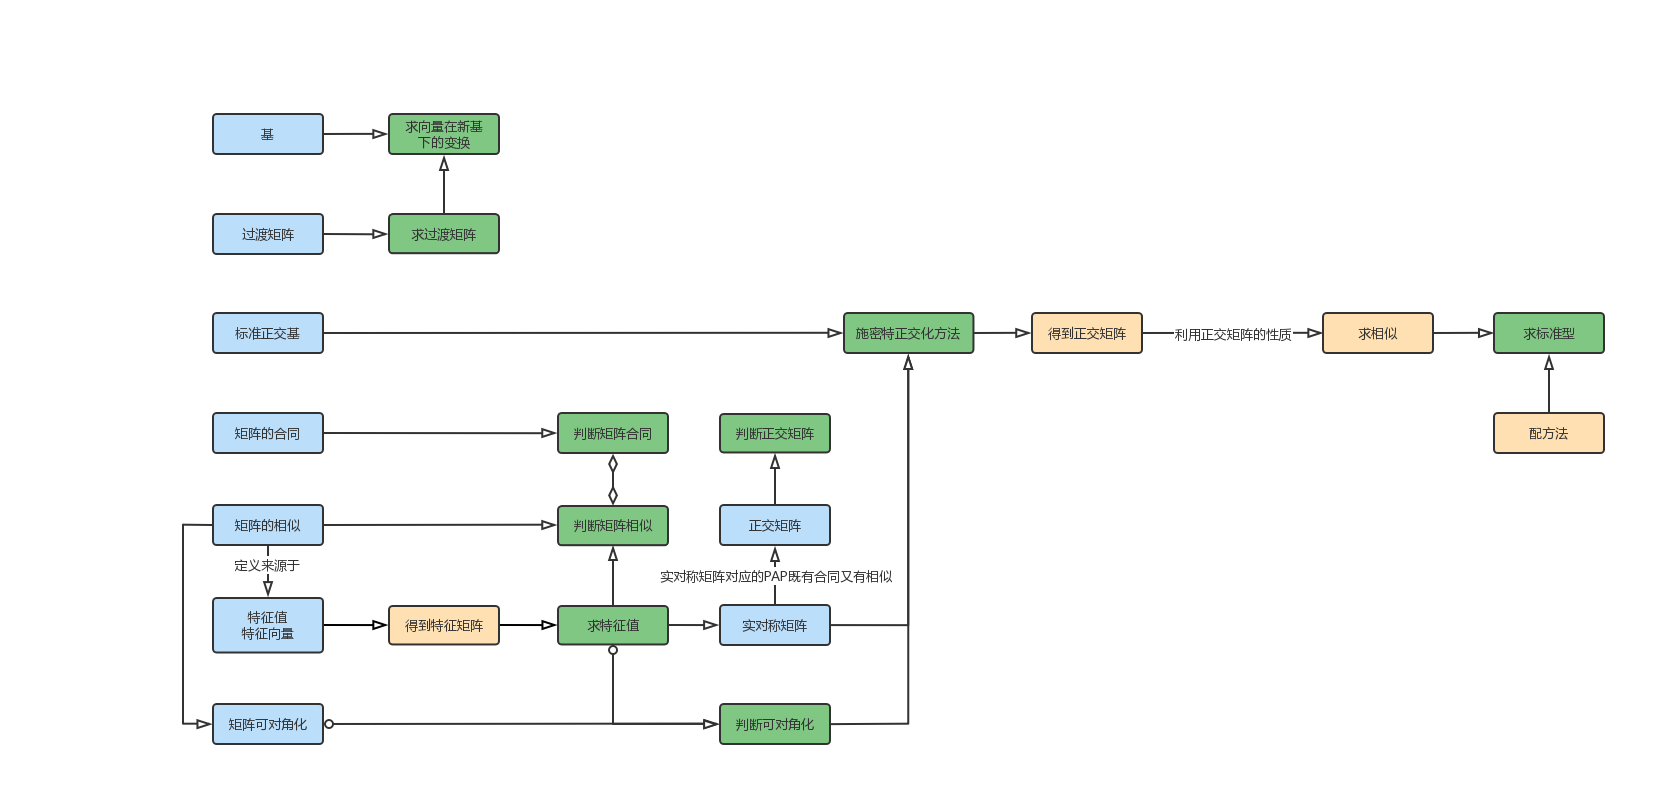 基
求向量在新基
下的变换
过渡矩阵
求过渡矩阵
标准正交基
施密特正交化方法
得到正交矩阵
利用正交矩阵的性质
求相似
求标准型
矩阵的合同
判断矩阵合同
判断正交矩阵
配方法
矩阵的相似
判断矩阵相似
正交矩阵
定义来源于
实对称矩阵对应的PAP既有合同又有相似
特征值
特征向量
得到特征矩阵
求特征值
实对称矩阵
矩阵可对角化
判断可对角化